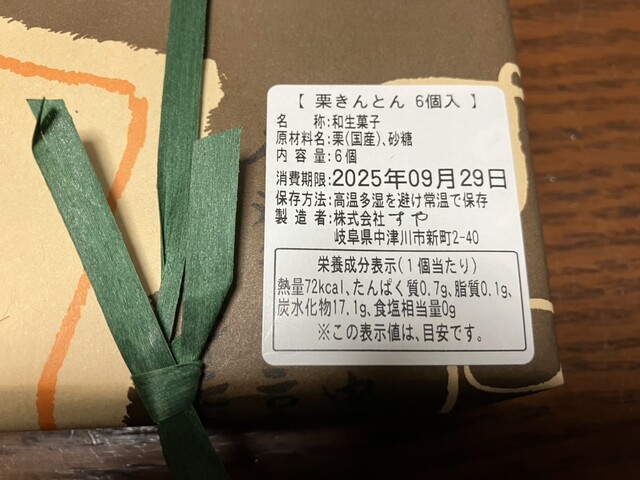 【 栗きんとん 6個入 】
名 称:和生菓子
原材料名:栗(国産)、砂糖
内 容 量:6個
消費期限:2025年09月29日
保存方法:高温多湿を避け常温で保存
製 造 者:株式会社すや
岐阜県中津川市新町2-40
栄養成分表示(1個当たり)
熱量72kcal、たんぱく質0.7g、脂質0.1g、
炭水化物17.1g、食塩相当量0g
※この表示値は、目安です。